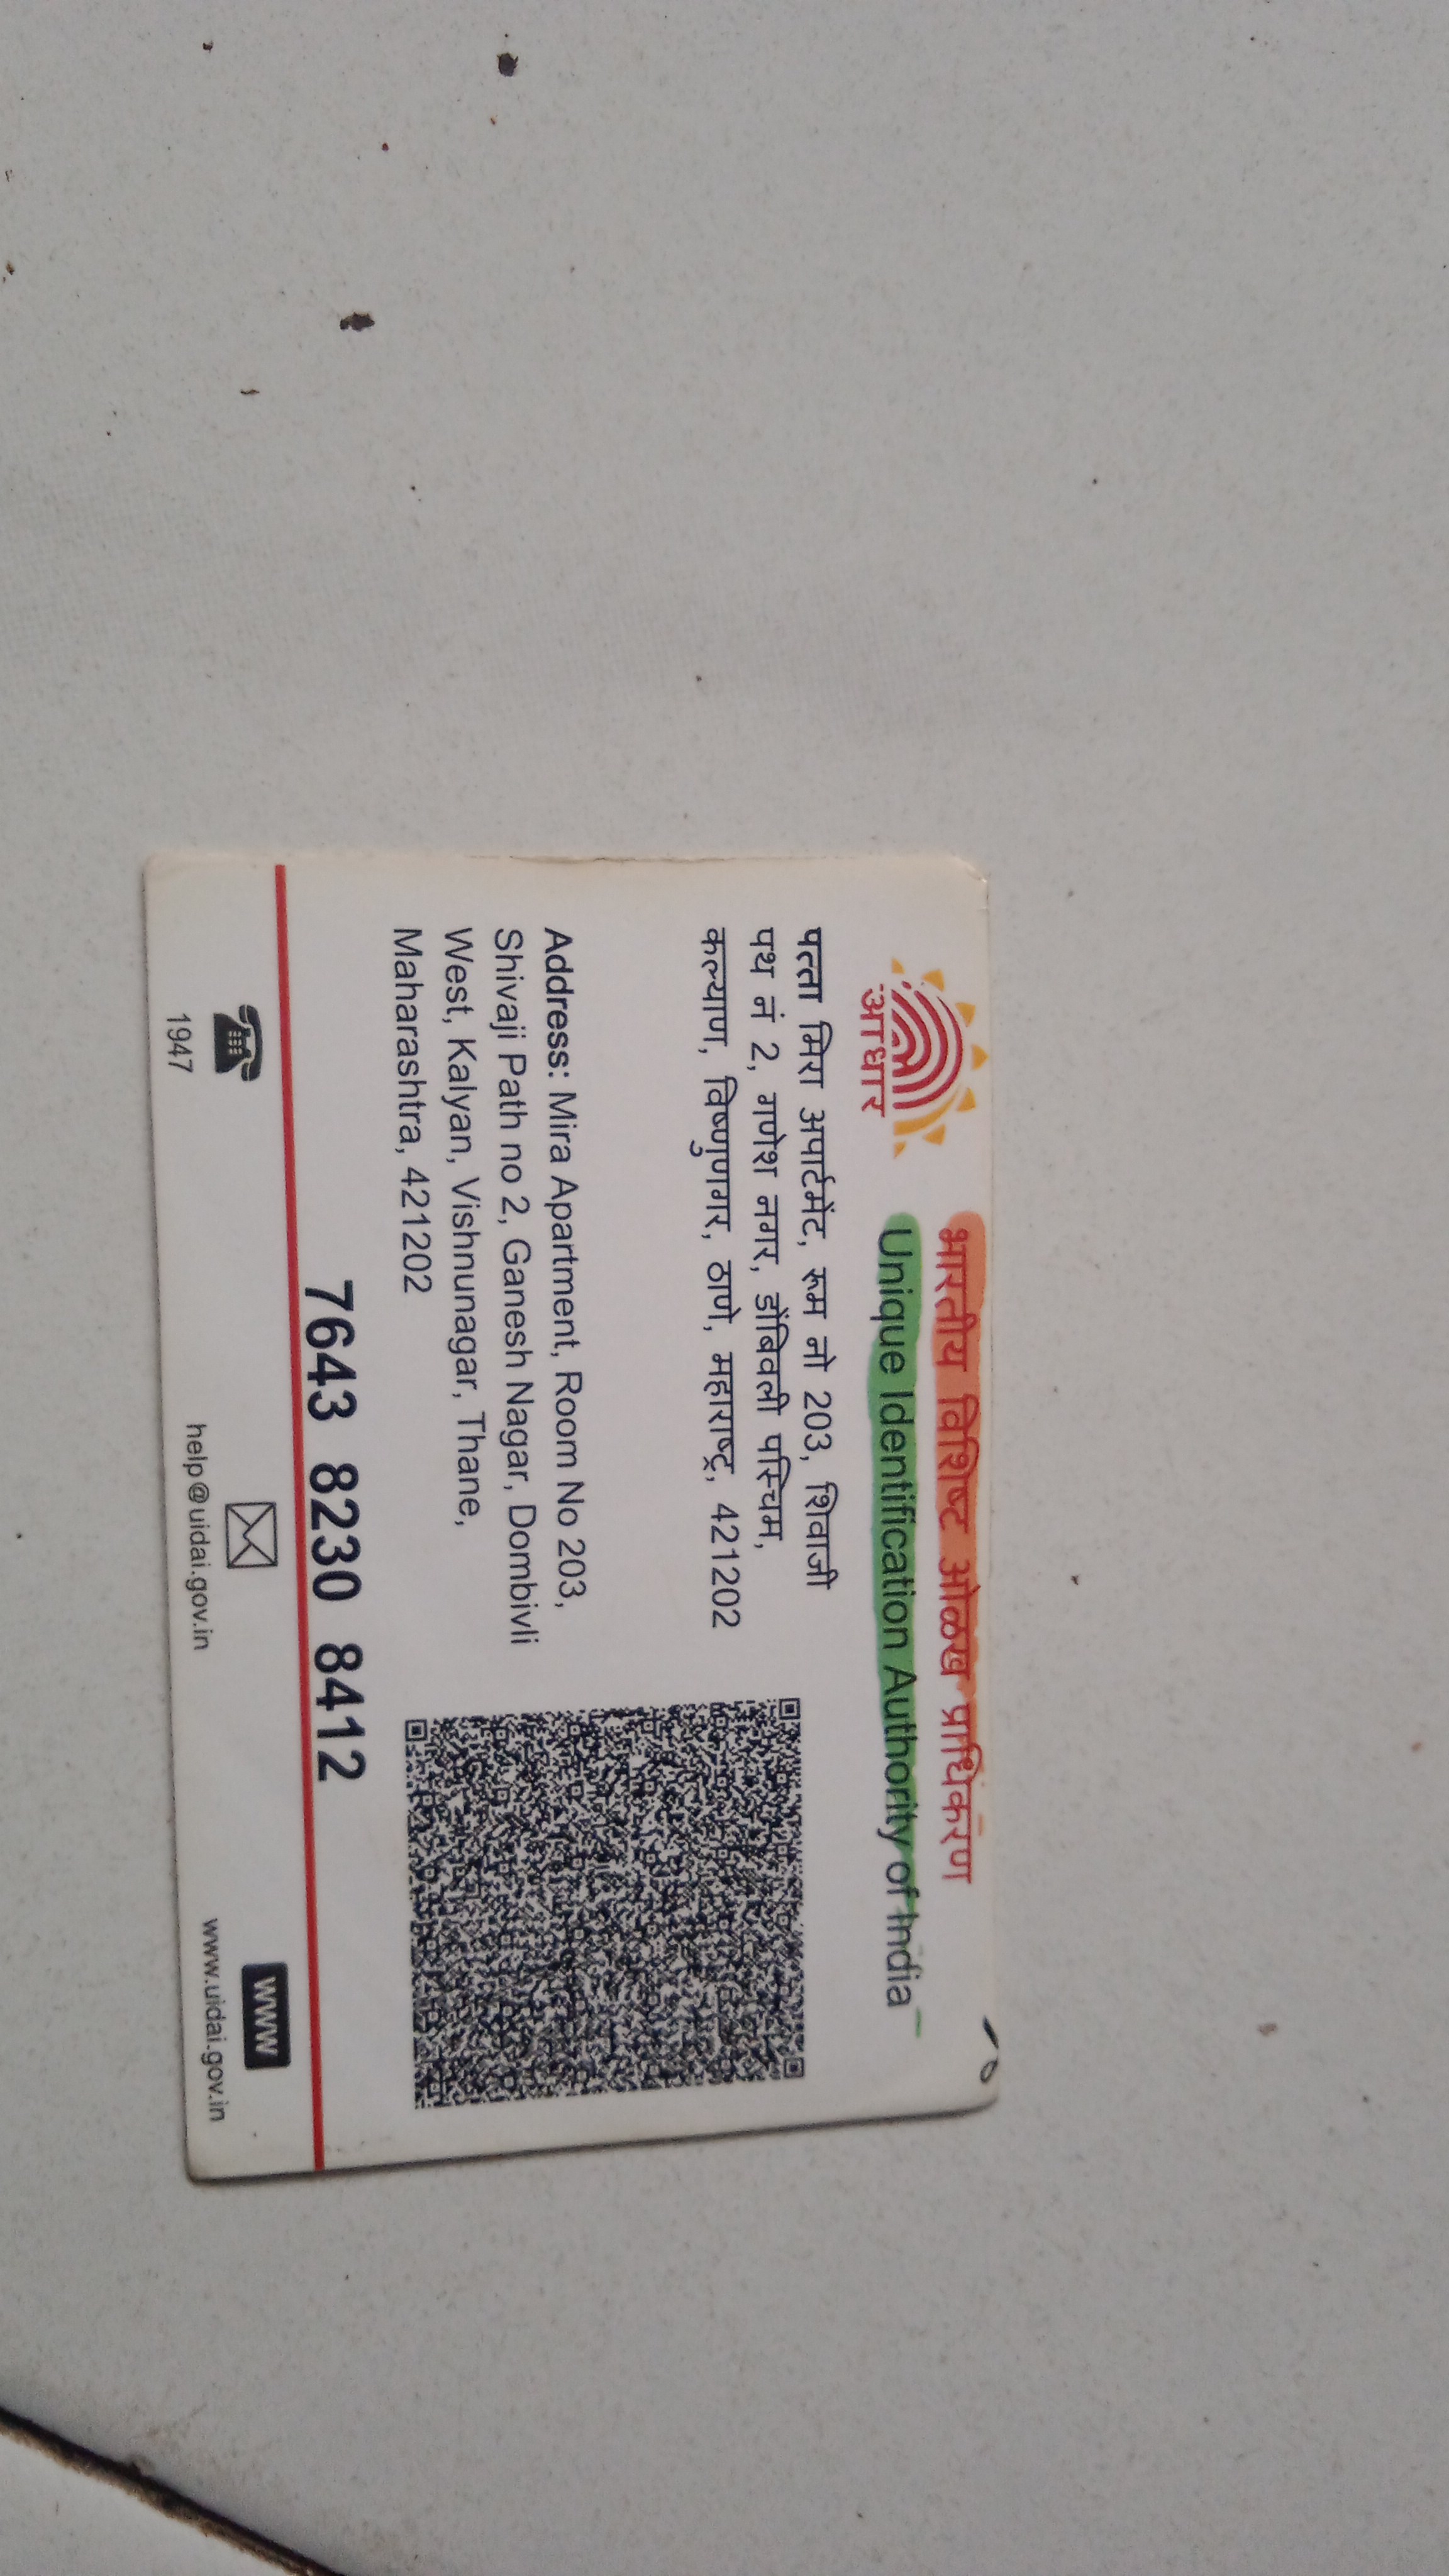 भारतीय विशिष्ट ओळख प्राधिकरण
Unique Identification Authority of India
आधार
पत्ता मिरा अपार्टमेंट, रूम नो 203, शिवाजी
पथ नं 2, गणेश नगर, डोंबिवली पस्चिम,
कल्याण, विष्णुणगर, ठाणे, महाराष्ट्र, 421202
Address: Mira Apartment, Room No 203,
Shivaji Path no 2, Ganesh Nagar, Dombivli
West, Kalyan, Vishnunagar, Thane,
Maharashtra, 421202
7643 8230 8412
1947
help@uidai.gov.in
www
www.uidai.gov.in